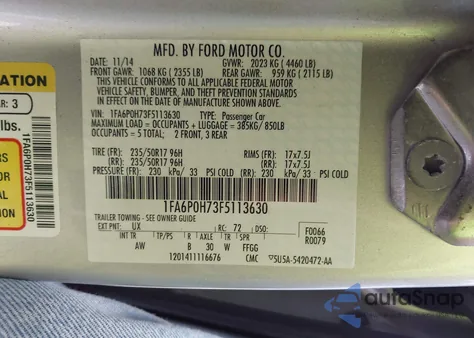 MFD. BY FORD MOTOR CO.
DATE: 11/14 GVWR: 2023 KG ( 4460 LB)
FRONT GAWR: 1068 KG ( 2355 LB) REAR GAWR: 959 KG ( 2115 LB)
THIS VEHICLE CONFORMS TO ALL APPLICABLE FEDERAL MOTOR
VEHICLE SAFETY, BUMPER, AND THEFT PREVENTION STANDARDS
IN EFFECT ON THE DATE OF MANUFACTURE SHOWN ABOVE.
VIN: 1FA6P0H73F5113630 TYPE: Passenger Car
MAXIMUM LOAD = OCCUPANTS + LUGGAGE = 385KG/ 850LB
OCCUPANTS: 5 TOTAL: 2 FRONT, 3 REAR
TIRE (FR): 235/50R17 96H RIMS (FR): 17x7.5J
TIRE (RR): 235/50R17 96H RIMS (RR): 17x7.5J
PRESSURE (FR): 230 kPA/ 33 PSI COLD (RR): 230 kPA/ 33 PSI COLD
1FA6P0H73F5113630
TRAILER TOWING - SEE OWNER GUIDE
EXT PNT: UX RC: 72 DSO: F0066
INT TR TP/PS R AXLE TR SPR R0079
AW B 30 W FFGG
1201411116676 CMC ▽5U5A-5420472-AA
ATION
AR: 3
lbs.
RS
OR
1FA6P0H73F5113630
autoSnap